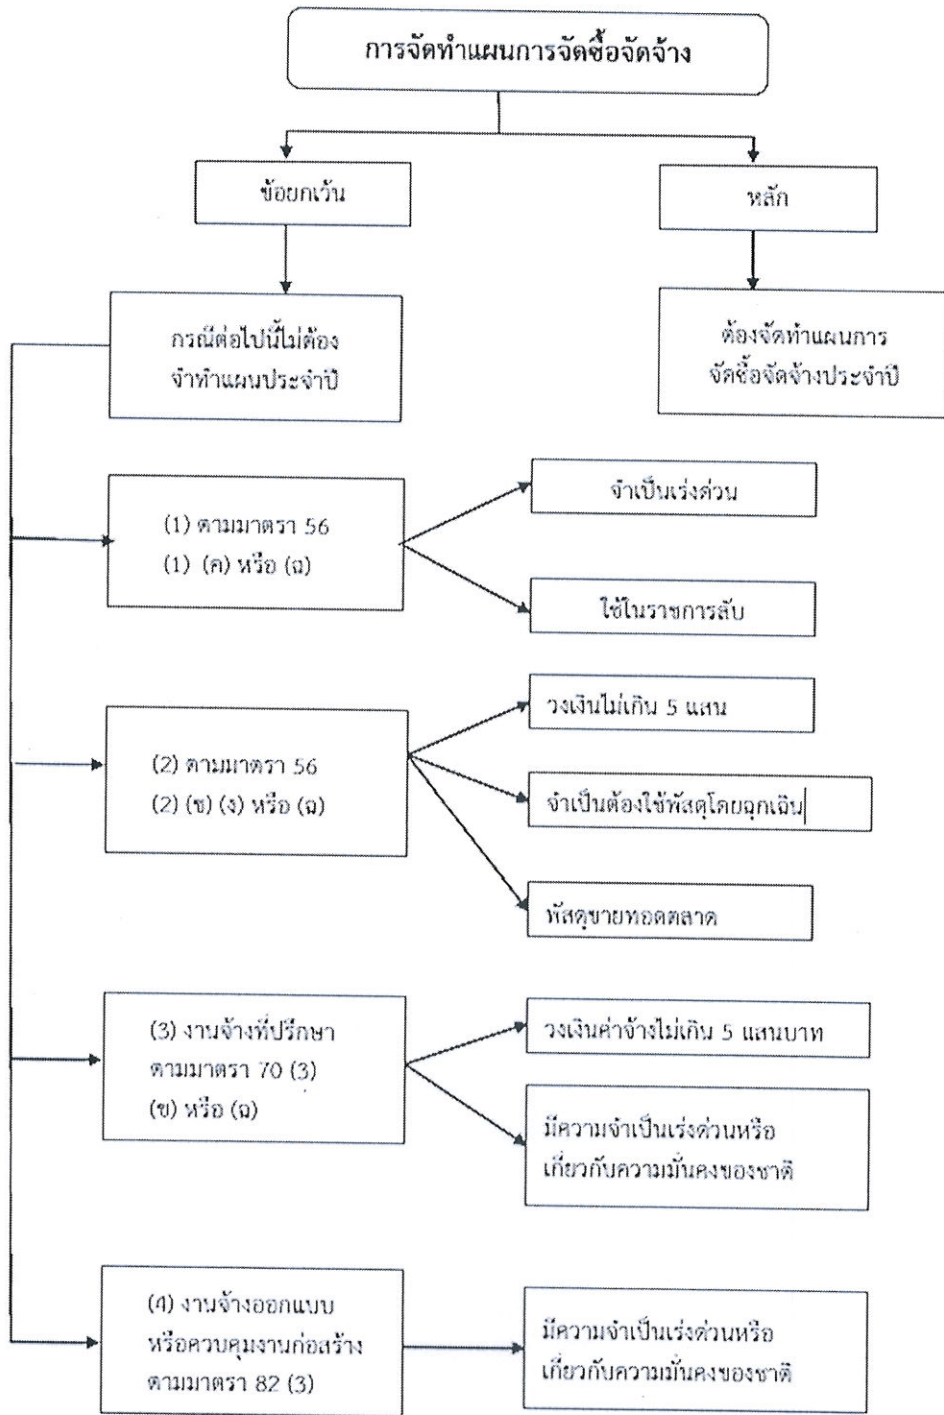 การจัดทำแผนการจัดซื้อจัดจ้าง
ข้อยกเว้น
หลัก
กรณีต่อไปนี้ไม่ต้อง
จำทำแผนประจำปี
ต้องจัดทำแผนการ
จัดซื้อจัดจ้างประจำปี
(1) ตามมาตรา 56
(1) (ค) หรือ (ฉ)
จำเป็นเร่งด่วน
ใช้ในราชการลับ
(2) ตามมาตรา 56
(2) (ข) (ง) หรือ (ฉ)
วงเงินไม่เกิน 5 แสน
จำเป็นต้องใช้พัสดุโดยฉุกเฉิน
พัสดุขายทอดตลาด
(3) งานจ้างที่ปรึกษา
ตามมาตรา 70 (3)
(ข) หรือ (ฉ)
วงเงินค่าจ้างไม่เกิน 5 แสนบาท
มีความจำเป็นเร่งด่วนหรือ
เกี่ยวกับความมั่นคงของชาติ
(4) งานจ้างออกแบบ
หรือควบคุมงานก่อสร้าง
ตามมาตรา 82 (3)
มีความจำเป็นเร่งด่วนหรือ
เกี่ยวกับความมั่นคงของชาติ